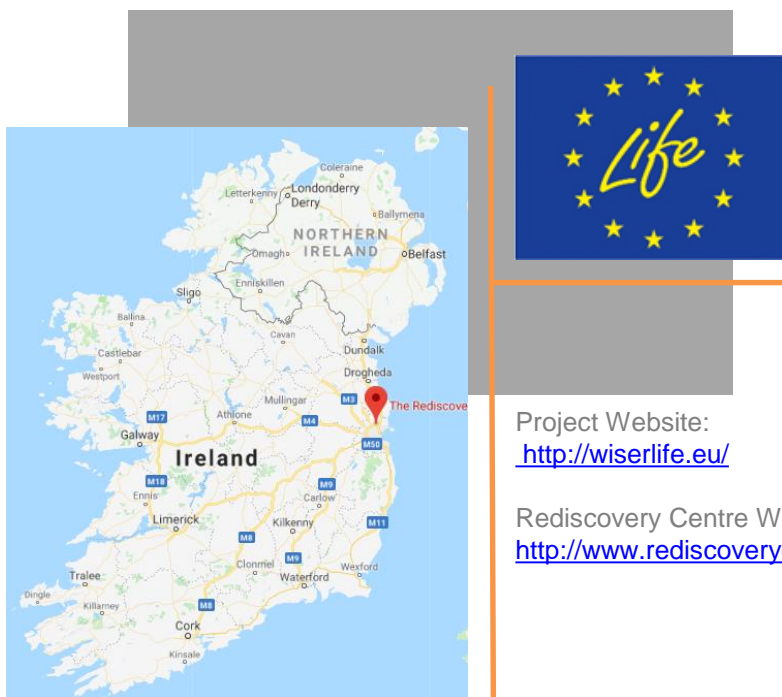 Life
Coleraine
Letterkenny
Londonderry
Derry
Ballymena
NORTHERN
IRELAND
Omagh
Belfast
Enniskillen
Sligo
Ballina
Cavan
Dundalk
Castlebar
Drogheda
Westport
Mullingar
M3
The Rediscove
M17
Athlone
M4
Galway
M50
Ireland
M18
M9
Ennis
Carlow
Limerick
Kilkenny
M11
M8
Clonmel
M9
Wexford
Tralee
Waterford
Dingle
Killarney
M8
Cork
Kinsale
Project Website:
http://wiserlife.eu/
Rediscovery Centre W
http://www.rediscovery